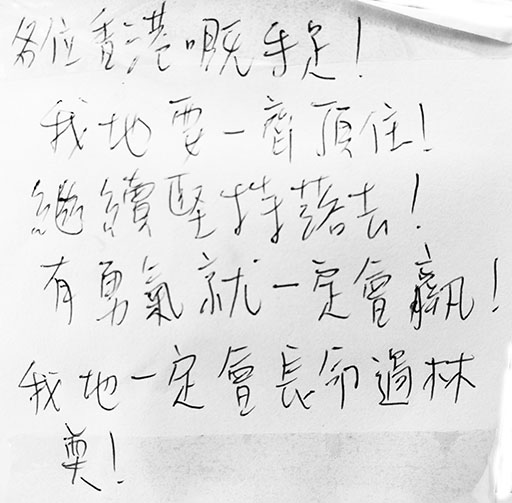 各位香港嘅手足！
我地要一齊頂住！
繼續堅持落去！
有勇氣就一定會贏！
我地一定會長命過林
奠！